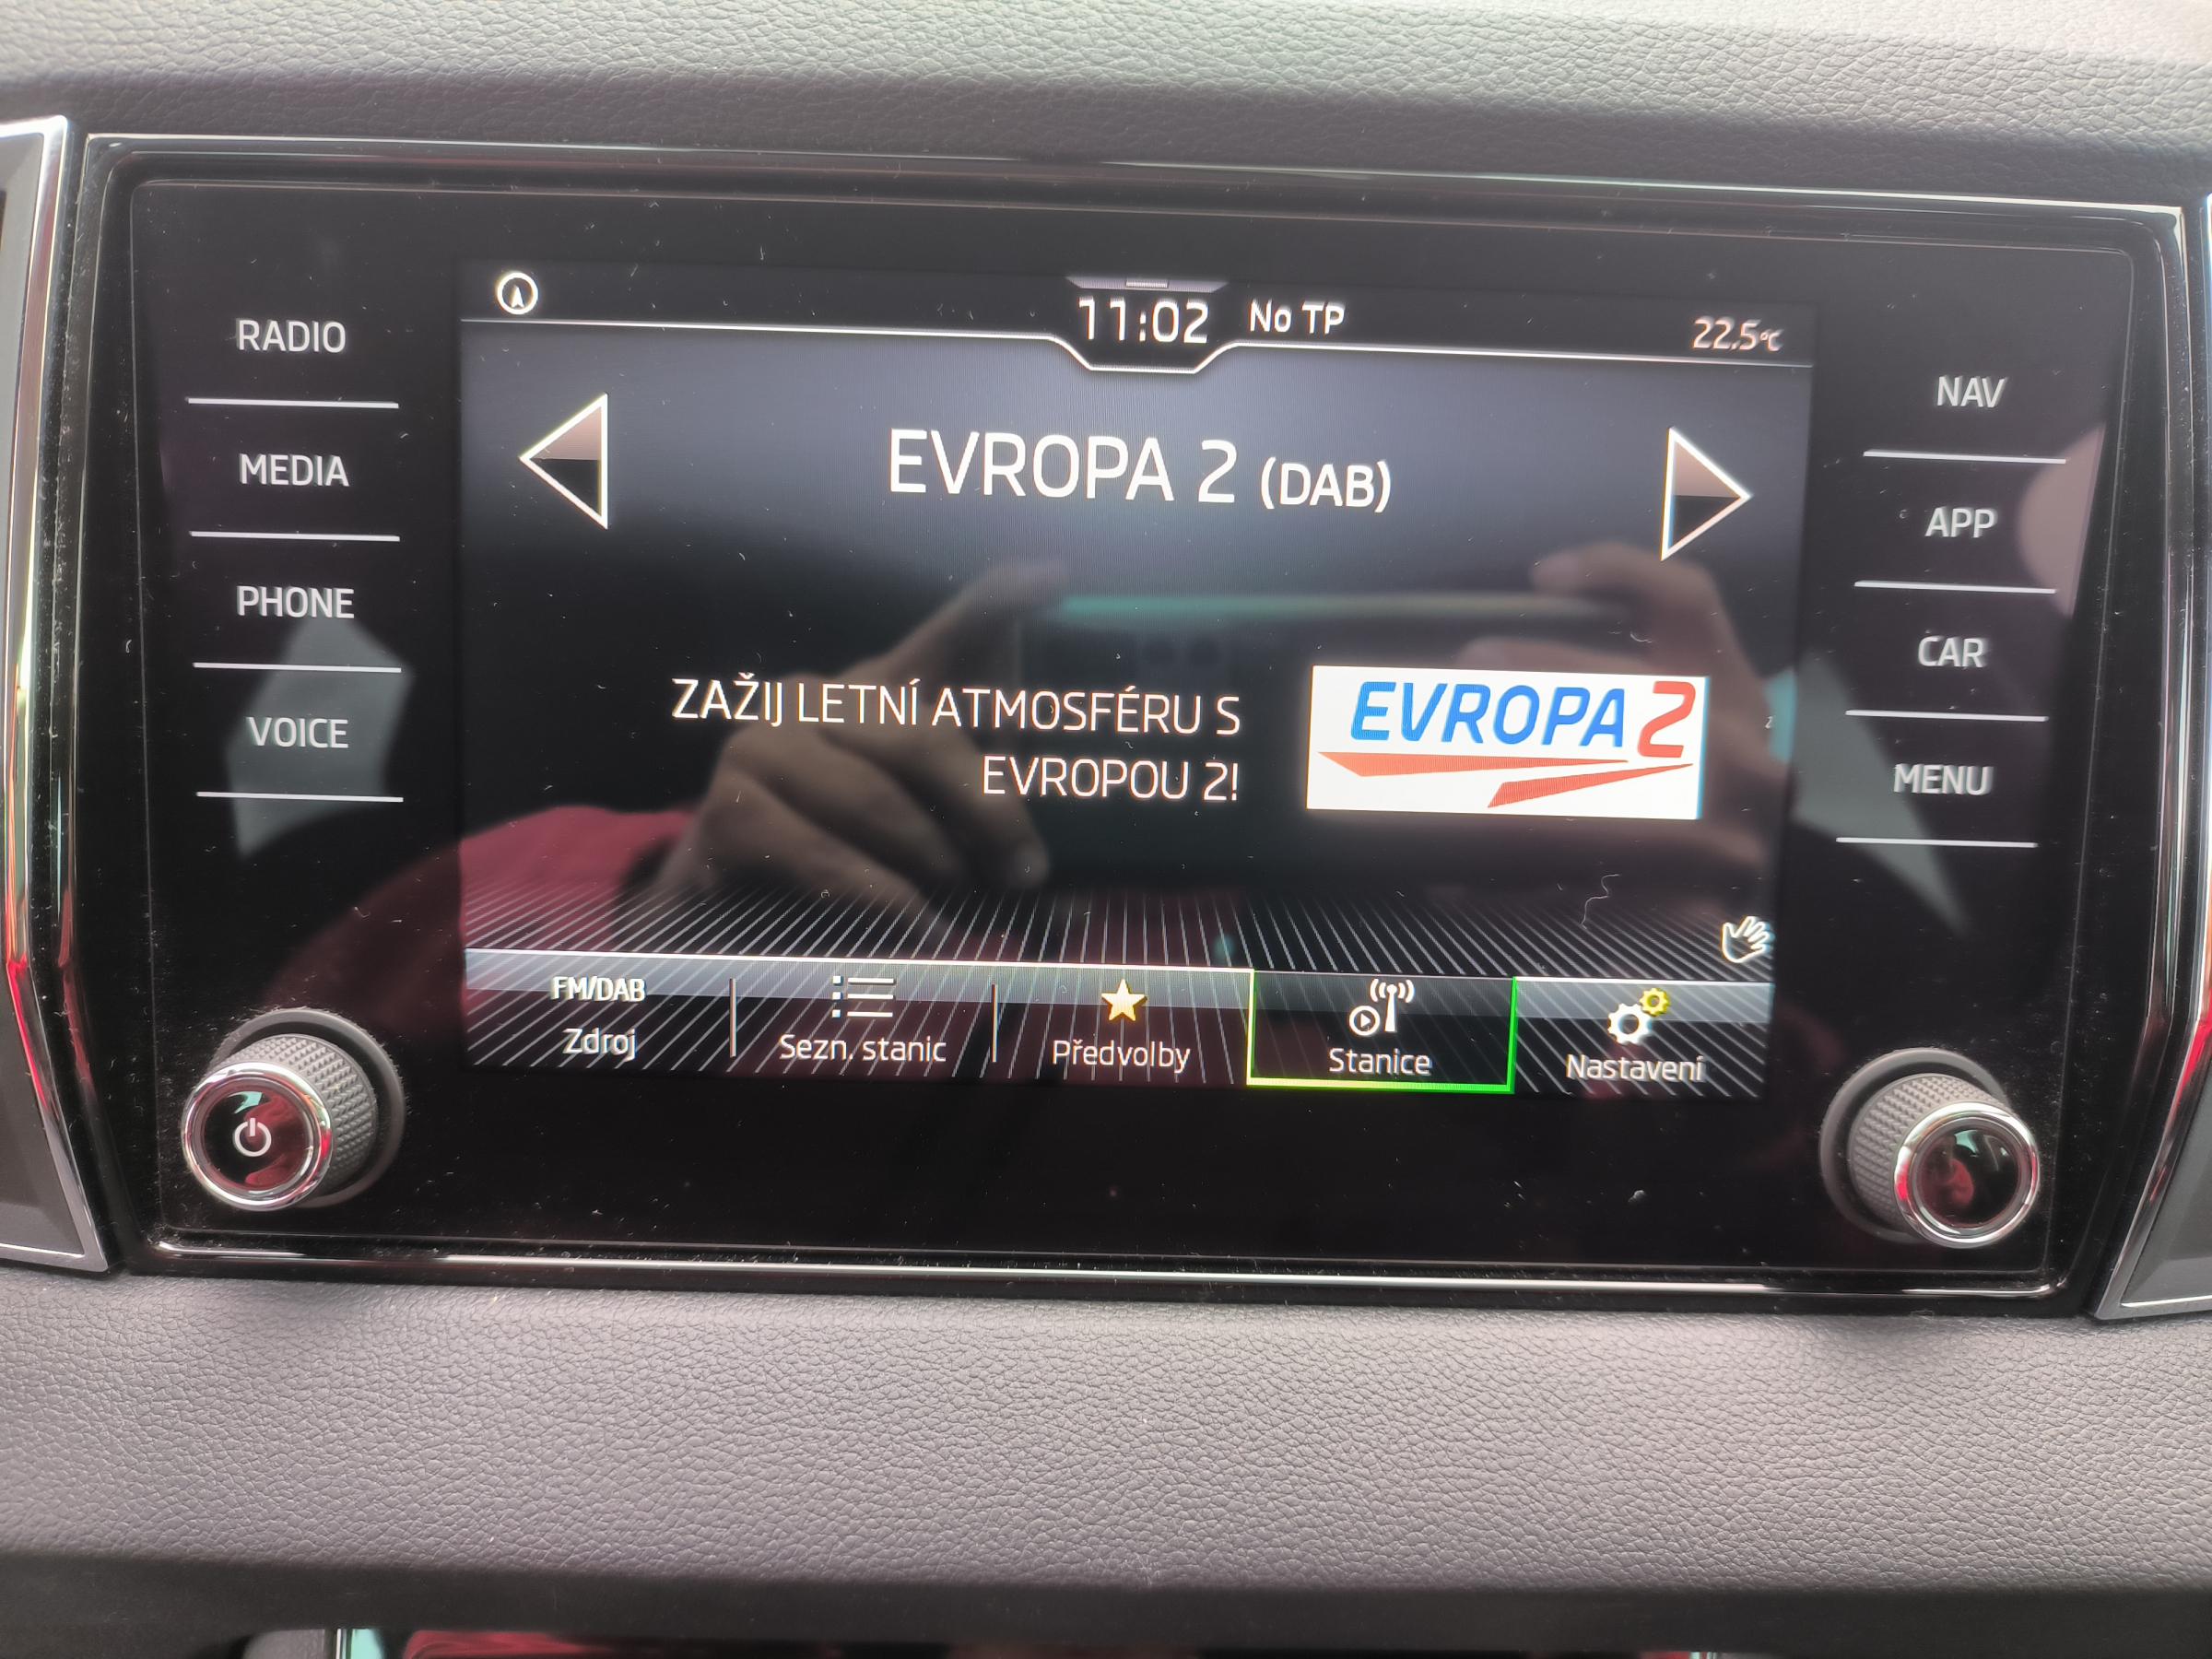 RADIO
MEDIA
PHONE
VOICE
11:02 No TP
22.5°C
EVROPA 2 (DAB)
ZAŽIJ LETNÍ ATMOSFÉRU S
EVROPOU 2!
EVROPA 2
FM/DAB
Zdroj
Sezn. stanic
Předvolby
Stanice
Nastavení
NAV
APP
CAR
MENU